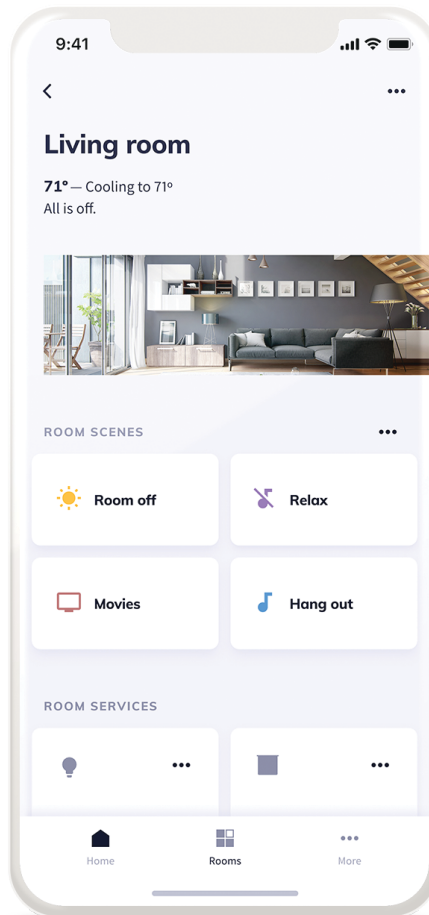 9:41
Living room
71° — Cooling to 71º
All is off.
ROOM SCENES
Room off
Relax
Movies
Hang out
ROOM SERVICES
Home
Rooms
More